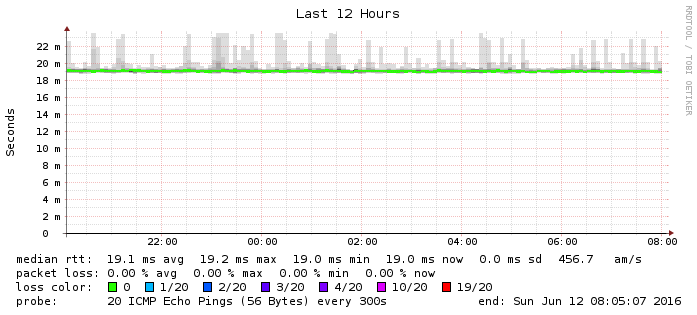 Last 12 Hours
RRDTOOL / TOBI OETIKER
Seconds
22 m
20 m
18 m
16 m
14 m
12 m
10 m
8 m
6 m
4 m
2 m
0
22:00 00:00 02:00 04:00 06:00 08:00
median rtt: 19.1 ms avg 19.2 ms max 19.0 ms min 19.0 ms now 0.0 ms sd 456.7 am/s
packet loss: 0.00 % avg 0.00 % max 0.00 % min 0.00 % now
loss color: 0 1/20 2/20 3/20 4/20 10/20 19/20
probe: 20 ICMP Echo Pings (56 Bytes) every 300s end: Sun Jun 12 08:05:07 2016